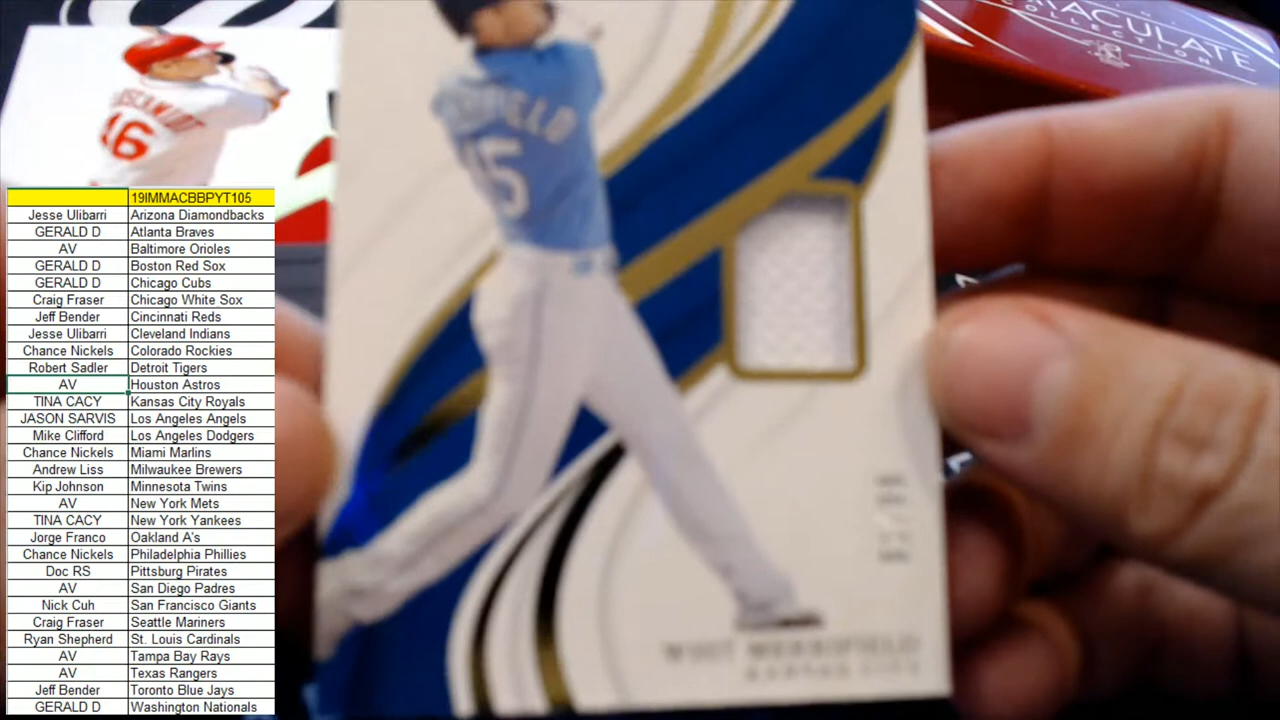 MACULATE
COLLECTION
16
15
19IMMACBBPYT105
Jesse Ulibarri Arizona Diamondbacks
GERALD D Atlanta Braves
AV Baltimore Orioles
GERALD D Boston Red Sox
GERALD D Chicago Cubs
Craig Fraser Chicago White Sox
Jeff Bender Cincinnati Reds
Jesse Ulibarri Cleveland Indians
Chance Nickels Colorado Rockies
Robert Sadler Detroit Tigers
AV Houston Astros
TINA CACY Kansas City Royals
JASON SARVIS Los Angeles Angels
Mike Clifford Los Angeles Dodgers
Chance Nickels Miami Marlins
Andrew Liss Milwaukee Brewers
Kip Johnson Minnesota Twins
AV New York Mets
TINA CACY New York Yankees
Jorge Franco Oakland A's
Chance Nickels Philadelphia Phillies
Doc RS Pittsburg Pirates
AV San Diego Padres
Nick Cuh San Francisco Giants
Craig Fraser Seattle Mariners
Ryan Shepherd St. Louis Cardinals
AV Tampa Bay Rays
AV Texas Rangers
Jeff Bender Toronto Blue Jays
GERALD D Washington Nationals
WHIT MERRIFIELD
KANSAS CITY